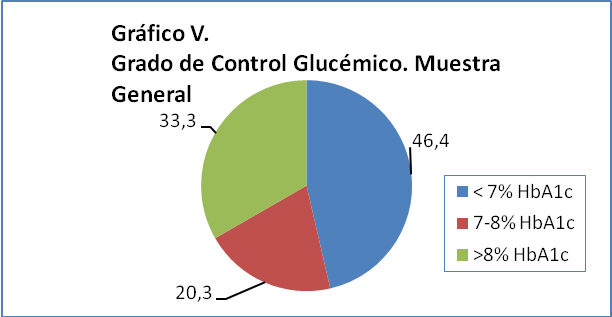 Gráfico V.
Grado de Control Glucémico. Muestra
General
33,3
46,4
< 7% HbA1c
7-8% HbA1c
>8% HbA1c
20,3